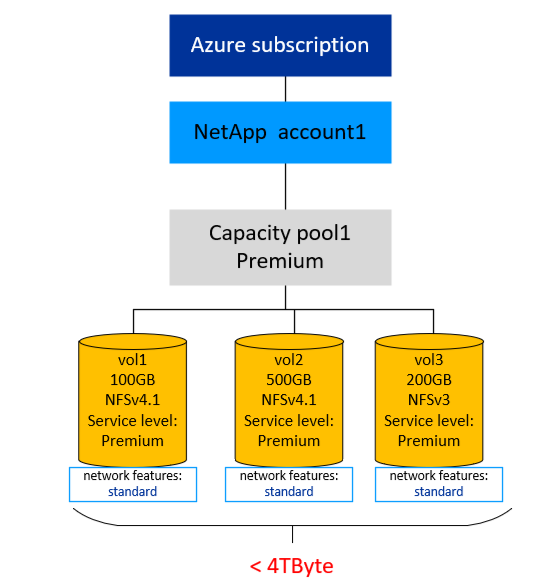 Azure subscription
NetApp account1
Capacity pool1
Premium
vol1
100GB
NFSv4.1
Service level:
Premium
network features:
standard
vol2
500GB
NFSv4.1
Service level:
Premium
network features:
standard
vol3
200GB
NFSv3
Service level:
Premium
network features:
standard
< 4TByte